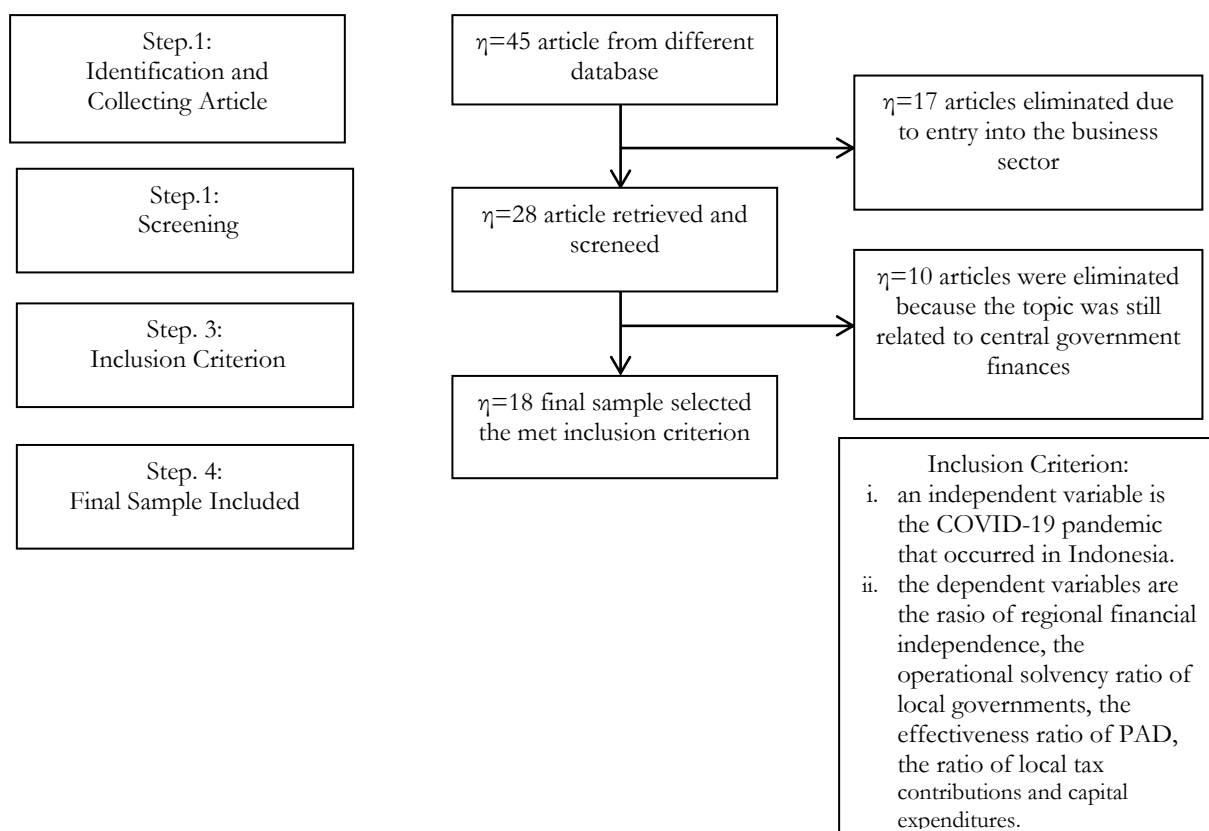 Step.1:
Identification and
Collecting Article
Step.1:
Screening
Step. 3:
Inclusion Criterion
Step. 4:
Final Sample Included
η=45 article from different
database
η=17 articles eliminated due
to entry into the business
sector
η=28 article retrieved and
screneed
η=10 articles were eliminated
because the topic was still
related to central government
finances
η=18 final sample selected
the met inclusion criterion
Inclusion Criterion:
i. an independent variable is
the COVID-19 pandemic
that occurred in Indonesia.
ii. the dependent variables are
the rasio of regional financial
independence, the
operational solvency ratio of
local governments, the
effectiveness ratio of PAD,
the ratio of local tax
contributions and capital
expenditures.